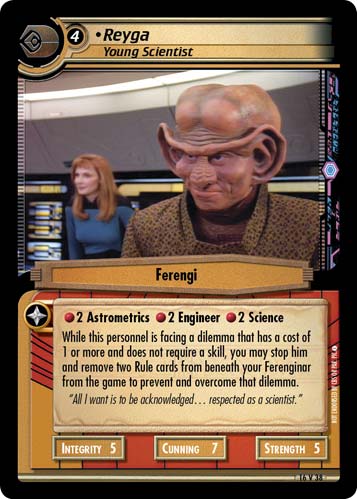 4
•Reyga
Young Scientist
Ferengi
2 Astrometrics 2 Engineer 2 Science
While this personnel is facing a dilemma that has a cost of
1 or more and does not require a skill, you may stop him
and remove two Rule cards from beneath your Ferenginar
from the game to prevent and overcome that dilemma.
"All I want is to be acknowledged… respected as a scientist."
INTEGRITY 5 CUNNING 7 STRENGTH 5
16 V 38